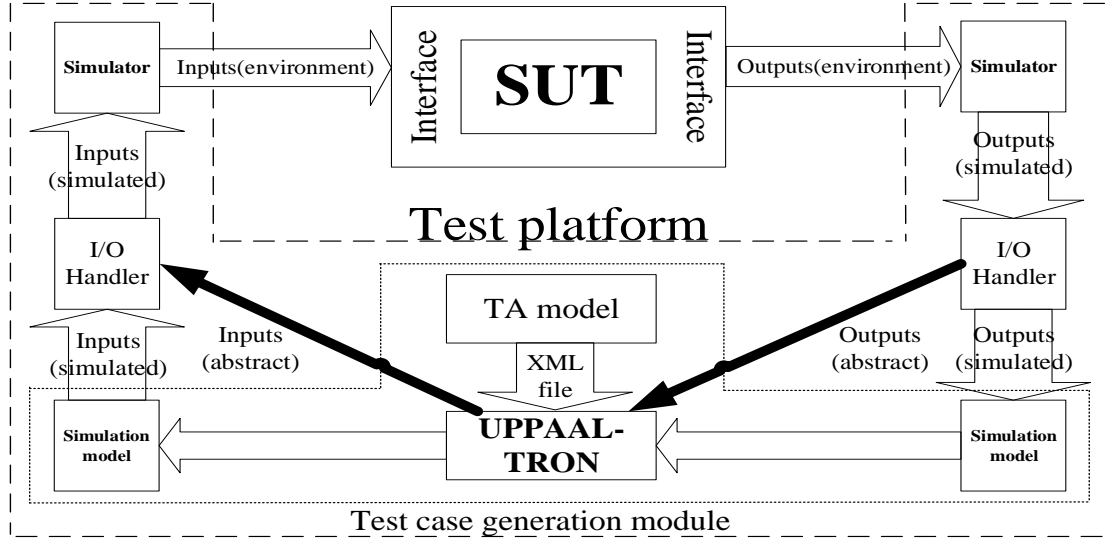 Simulator
Inputs(environment)
Interface
SUT
Interface
Outputs(environment)
Simulator
Inputs
(simulated)
Outputs
(simulated)
Test platform
I/O
Handler
I/O
Handler
TA model
Inputs
(simulated)
Inputs
(abstract)
XML
file
Outputs
(abstract)
Outputs
(simulated)
Simulation
model
UPPAAL-
TRON
Simulation
model
Test case generation module